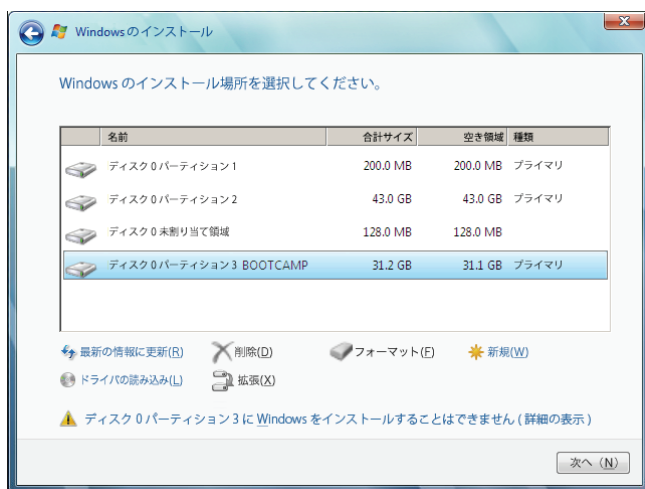 Windows のインストール
Windows のインストール場所を選択してください。
名前 合計サイズ 空き領域 種類
ディスク 0 パーティション 1 200.0 MB 200.0 MB プライマリ
ディスク 0 パーティション 2 43.0 GB 43.0 GB プライマリ
ディスク 0 未割り当て領域 128.0 MB 128.0 MB
ディスク 0 パーティション 3 BOOTCAMP 31.2 GB 31.1 GB プライマリ
最新の情報に更新(R) 削除(D) フォーマット(F) 新規(W)
ドライバの読み込み(L) 拡張(X)
ディスク 0 パーティション 3 に Windows をインストールすることはできません ( 詳細の表示 )
次へ (N)